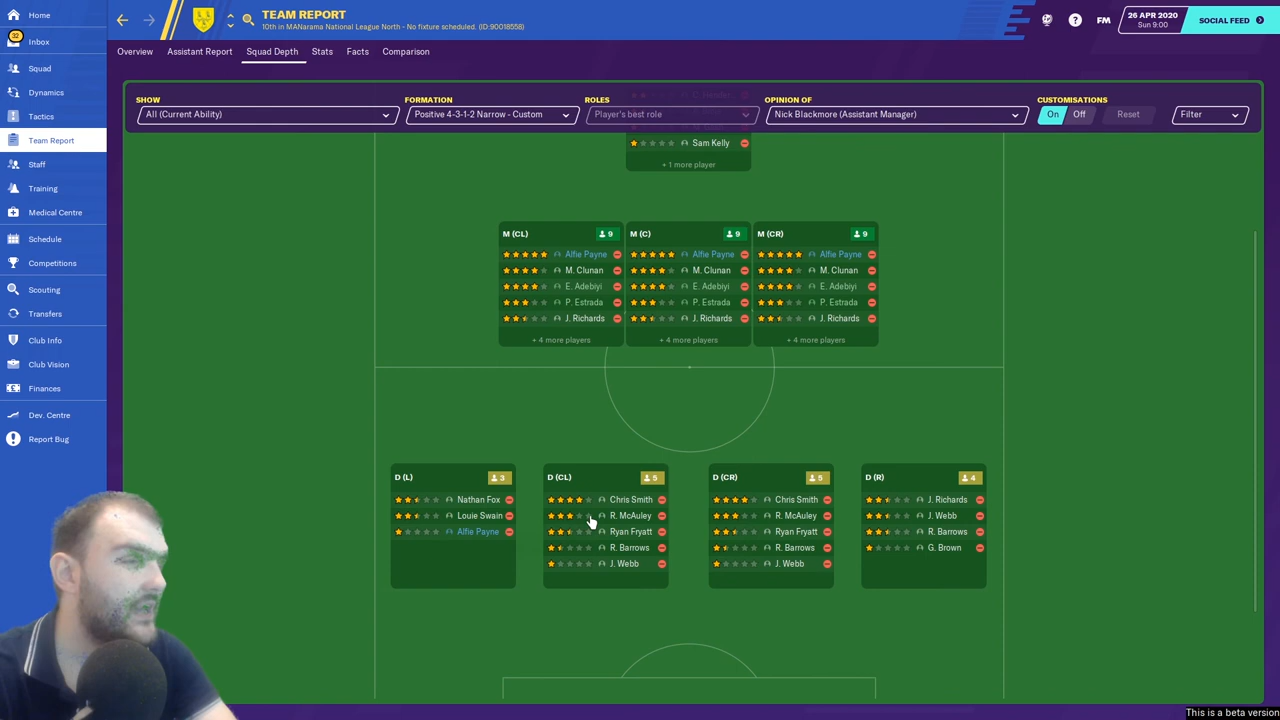 Home
32
Inbox
Squad
Dynamics
Tactics
Team Report
Staff
Training
Medical Centre
Schedule
Competitions
Scouting
Transfers
Club Info
Club Vision
Finances
Dev. Centre
Report Bug
TEAM REPORT
10th in MANarama National League North - No fixture scheduled. (ID:90018558)
FM
26 APR 2020
Sun 9:00
SOCIAL FEED
Overview
Assistant Report
Squad Depth
Stats
Facts
Comparison
SHOW
All (Current Ability)
FORMATION
Positive 4-3-1-2 Narrow - Custom
ROLES
Player's best role
OPINION OF
Nick Blackmore (Assistant Manager)
CUSTOMISATIONS
On
Off
Reset
Filter
Sam Kelly
+ 1 more player
M (CL)
9
Alfie Payne
M. Clunan
E. Adebiyi
P. Estrada
J. Richards
+ 4 more players
M (C)
9
Alfie Payne
M. Clunan
E. Adebiyi
P. Estrada
J. Richards
+ 4 more players
M (CR)
9
Alfie Payne
M. Clunan
E. Adebiyi
P. Estrada
J. Richards
+ 4 more players
D (L)
3
Nathan Fox
Louie Swain
Alfie Payne
D (CL)
5
Chris Smith
R. McAuley
Ryan Fryatt
R. Barrows
J. Webb
D (CR)
5
Chris Smith
R. McAuley
Ryan Fryatt
R. Barrows
J. Webb
D (R)
4
J. Richards
J. Webb
R. Barrows
G. Brown
This is a beta version